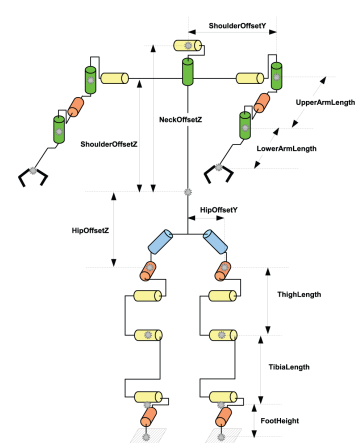 ShoulderOffsetY
UpperArmLength
NeckOffsetZ
ShoulderOffsetZ
LowerArmLength
HipOffsetY
HipOffsetZ
ThighLength
TibiaLength
FootHeight